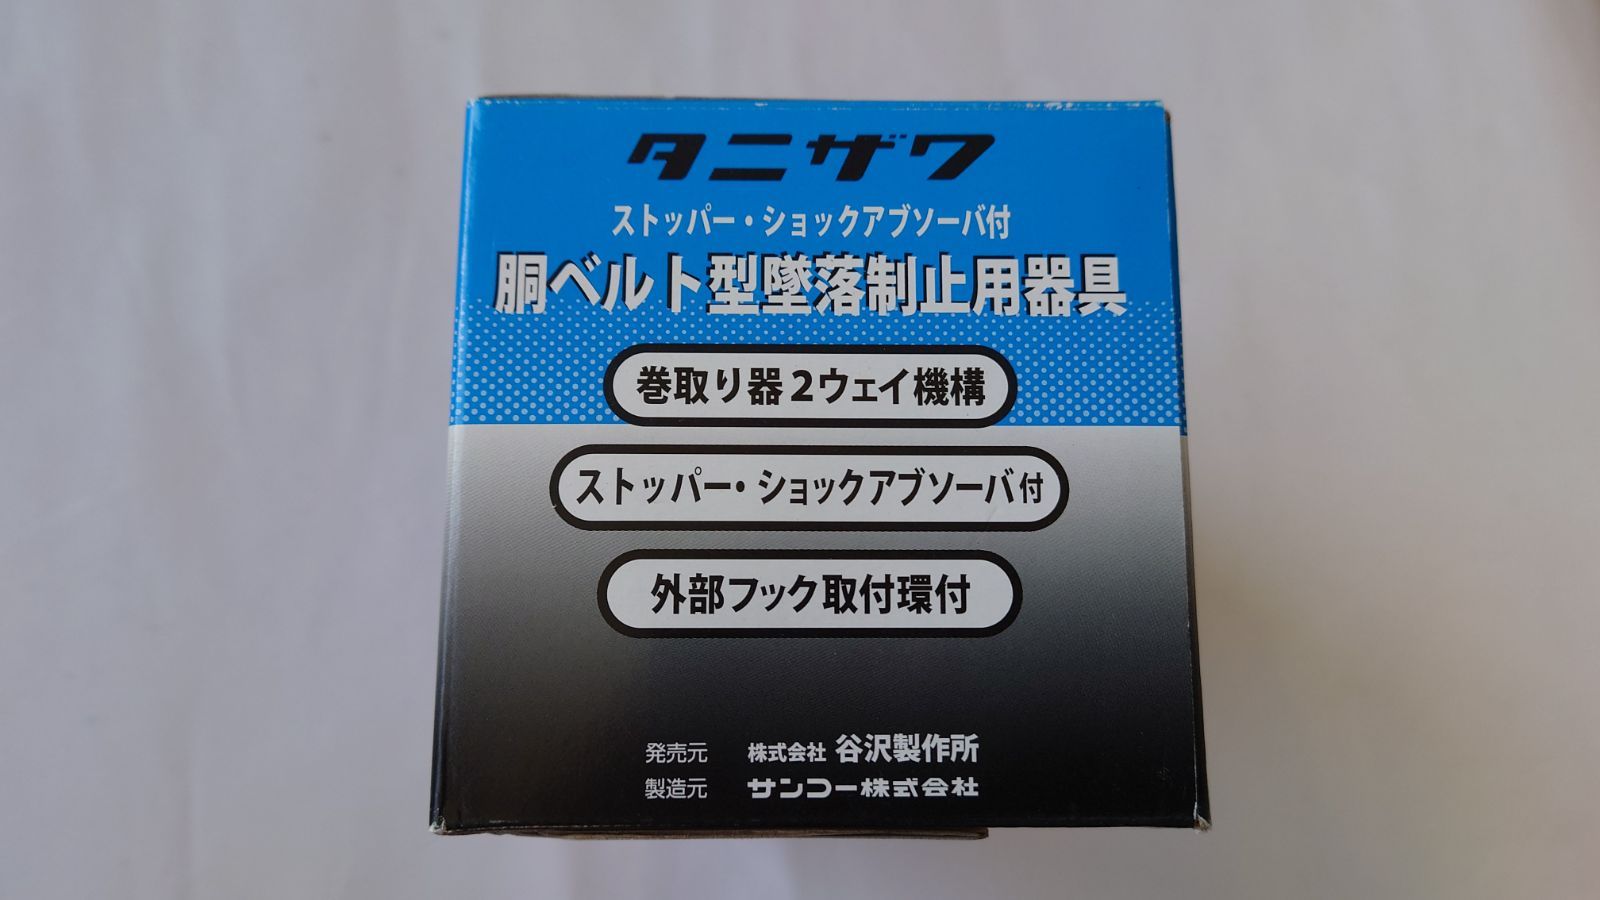 タニザワ
ストッパー・ショックアブソーバ付
胴ベルト型墜落制止用器具
巻取り器2ウェイ機構
ストッパー・ショックアブソーバ付
外部フック取付環付
発売元 株式会社 谷沢製作所
製造元 サンコー株式会社